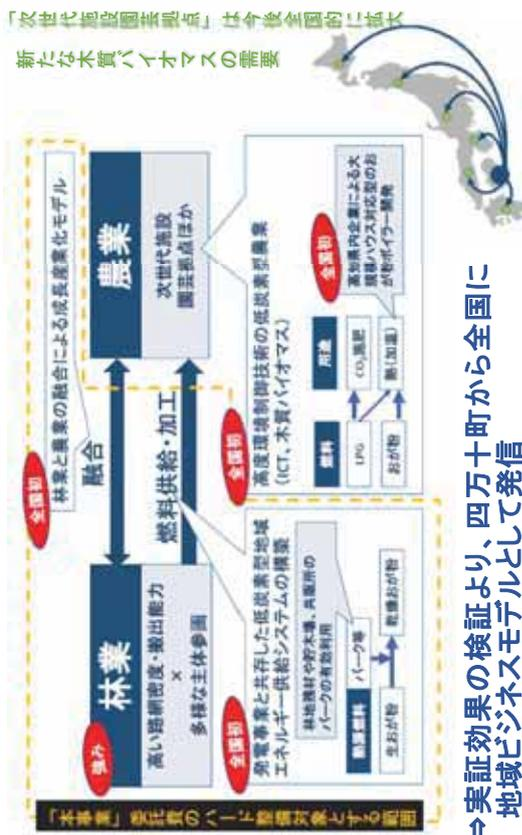 「本事業」委託費のハード整備対象とする範囲
強み
林業
高い路網密度・搬出能力
×
多様な主体参画
全国初
林業と農業の融合による成長産業化モデル
融合
燃料供給・加工
農業
次世代施設
園芸拠点ほか
全国初
発電事業と共存した低炭素型地域
エネルギー供給システムの構築
林地残材や貯木場、共販所の
バークの有効利用
バーク等
生おが粉
乾燥おが粉
全国初
高度環境制御技術の低炭素型農業
(ICT、木質バイオマス)
燃料
用途
LPG
CO₂施肥
おが粉
熱(加温)
全国初
高知県内企業による大
規模ハウス対応型のお
が粉ボイラー開発
「次世代施設園芸拠点」は今後全国的に拡大
新たな木質バイオマスの需要
⇒実証効果の検証より、四万十町から全国に
地域ビジネスモデルとして発信